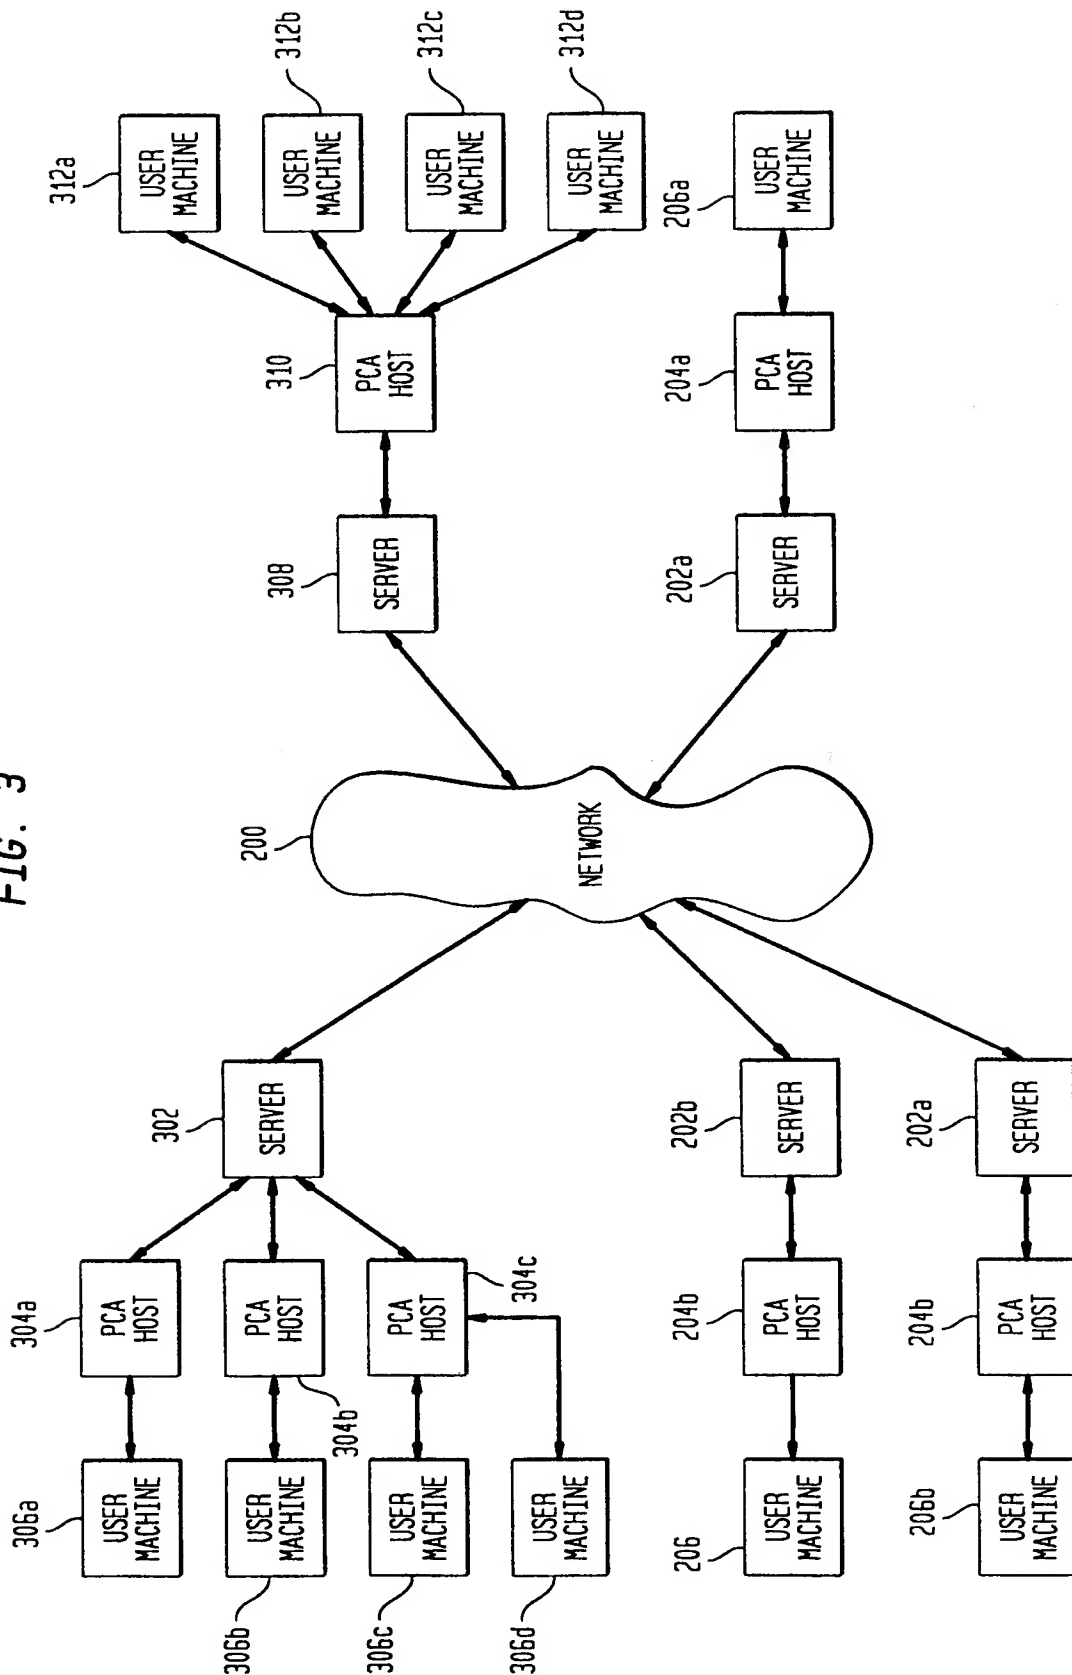 FIG. 3
306a
USER
MACHINE
306b
USER
MACHINE
306c
USER
MACHINE
306d
USER
MACHINE
304a
PCA
HOST
304b
PCA
HOST
304c
PCA
HOST
302
SERVER
206
USER
MACHINE
204b
PCA
HOST
202b
SERVER
206b
USER
MACHINE
204b
PCA
HOST
202a
SERVER
200
NETWORK
308
SERVER
310
PCA
HOST
312a
USER
MACHINE
312b
USER
MACHINE
312c
USER
MACHINE
312d
USER
MACHINE
202a
SERVER
204a
PCA
HOST
206a
USER
MACHINE